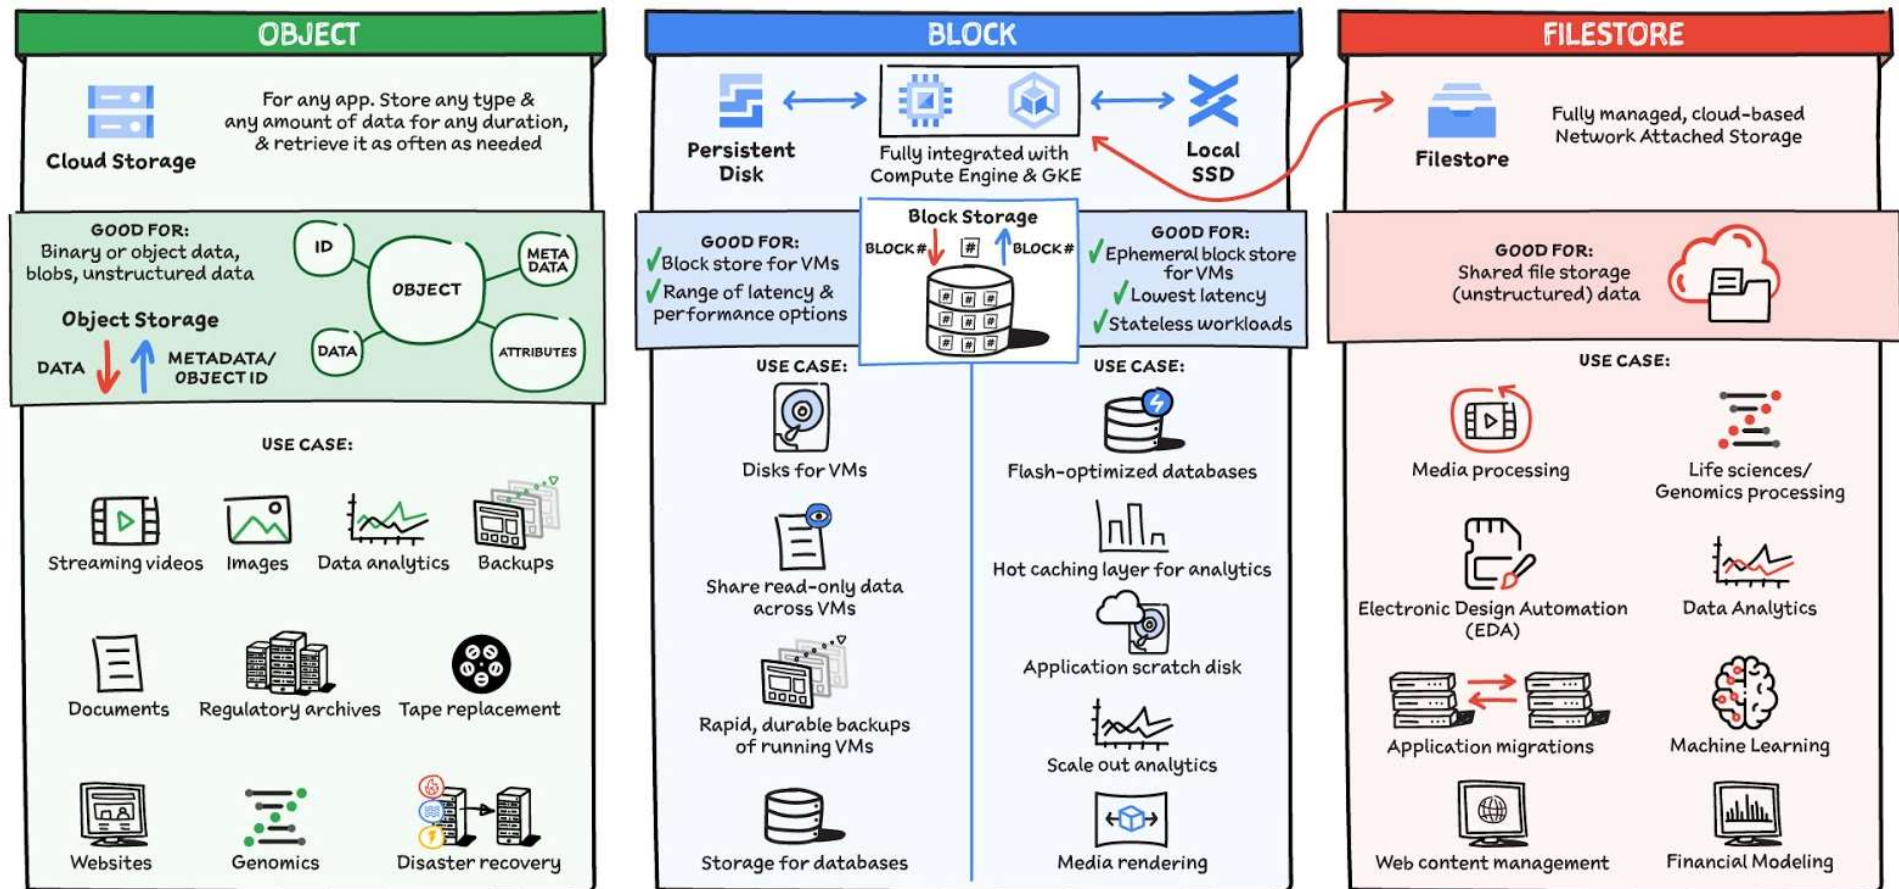 OBJECT
Cloud Storage
For any app. Store any type &
any amount of data for any duration,
& retrieve it as often as needed
GOOD FOR:
Binary or object data,
blobs, unstructured data
Object Storage
DATA
METADATA/
OBJECT ID
ID
META
DATA
OBJECT
DATA
ATTRIBUTES
USE CASE:
Streaming videos
Images
Data analytics
Backups
Documents
Regulatory archives
Tape replacement
Websites
Genomics
Disaster recovery
BLOCK
Persistent
Disk
Fully integrated with
Compute Engine & GKE
Local
SSD
GOOD FOR:
Block store for VMs
Range of latency &
performance options
Block Storage
BLOCK#
#
BLOCK#
# # #
# # #
# # #
GOOD FOR:
Ephemeral block store
for VMs
Lowest latency
Stateless workloads
USE CASE:
Disks for VMs
Share read-only data
across VMs
Rapid, durable backups
of running VMs
Storage for databases
USE CASE:
Flash-optimized databases
Hot caching layer for analytics
Application scratch disk
Scale out analytics
Media rendering
FILESTORE
Filestore
Fully managed, cloud-based
Network Attached Storage
GOOD FOR:
Shared file storage
(unstructured) data
USE CASE:
Media processing
Life sciences/
Genomics processing
Electronic Design Automation
(EDA)
Data Analytics
Application migrations
Machine Learning
Web content management
Financial Modeling